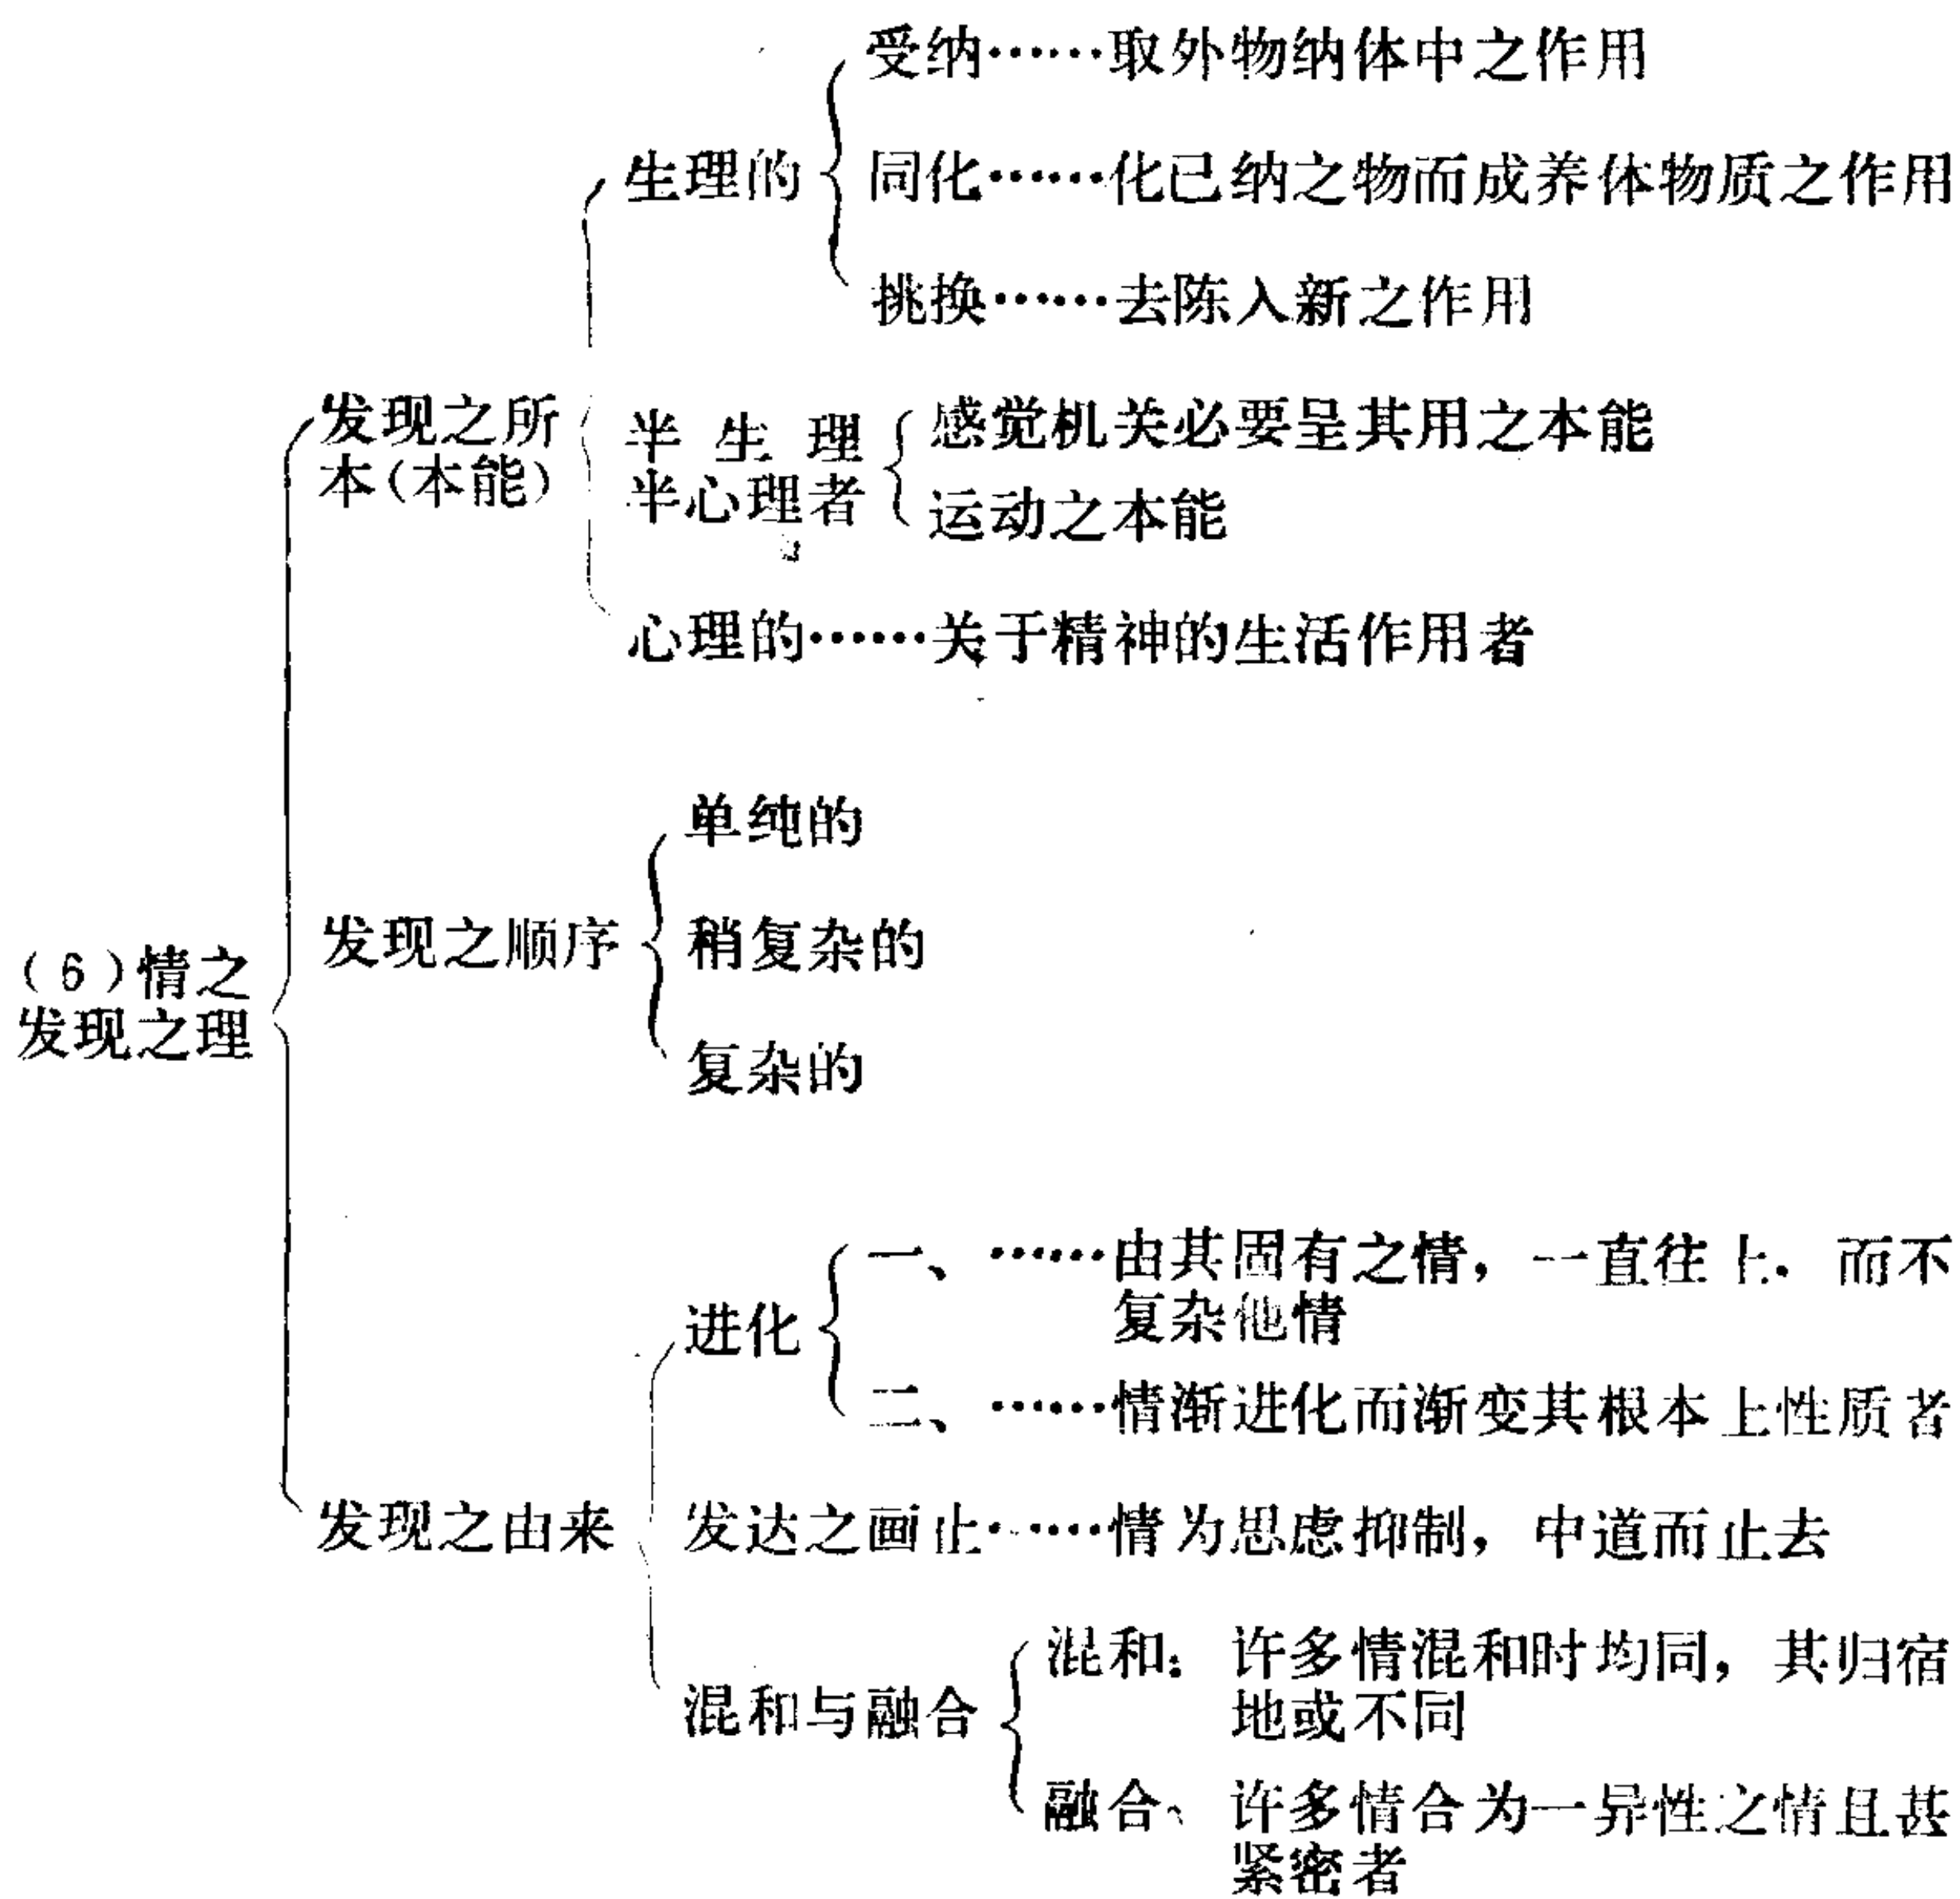 受纳……取外物纳体中之作用
生理的
同化……化已纳之物而成养体物质之作用
挑换……去陈入新之作用
发现之所
本(本能)
半生理
半心理者
感觉机关必要呈其用之本能
运动之本能
心理的……关于精神的生活作用者
单纯的
发现之顺序
稍复杂的
复杂的
(6)情之
发现之理
一、……由其固有之情，一直往上．而不
复杂他情
进化
二、……情渐进化而渐变其根本上性质者
发现之由来
发达之画止……情为思虑抑制，中道而止去
混和与融合
混和：许多情混和时均同，其归宿
地或不同
融合、许多情合为一异性之情且甚
紧密者